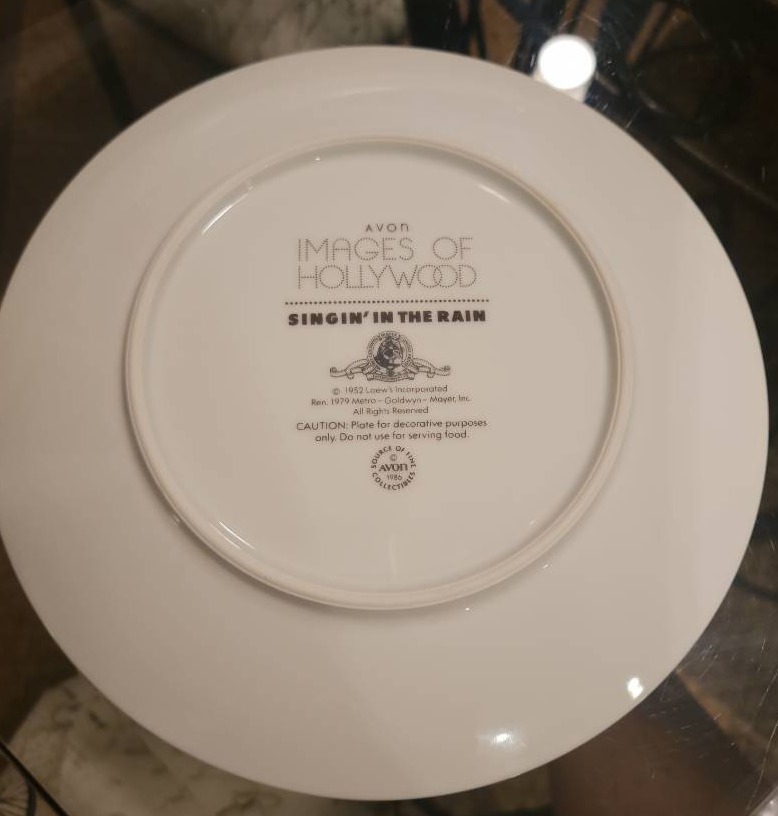 AVON
IMAGES OF
HOLLYWOOD
SINGIN' IN THE RAIN
© 1952 Loew's Incorporated
Ren. 1979 Metro - Goldwyn - Mayer, Inc.
All Rights Reserved
CAUTION: Plate for decorative purposes
only. Do not use for serving food.
SOURCE OF FINE
©
AVON
1986
COLLECTIBLES